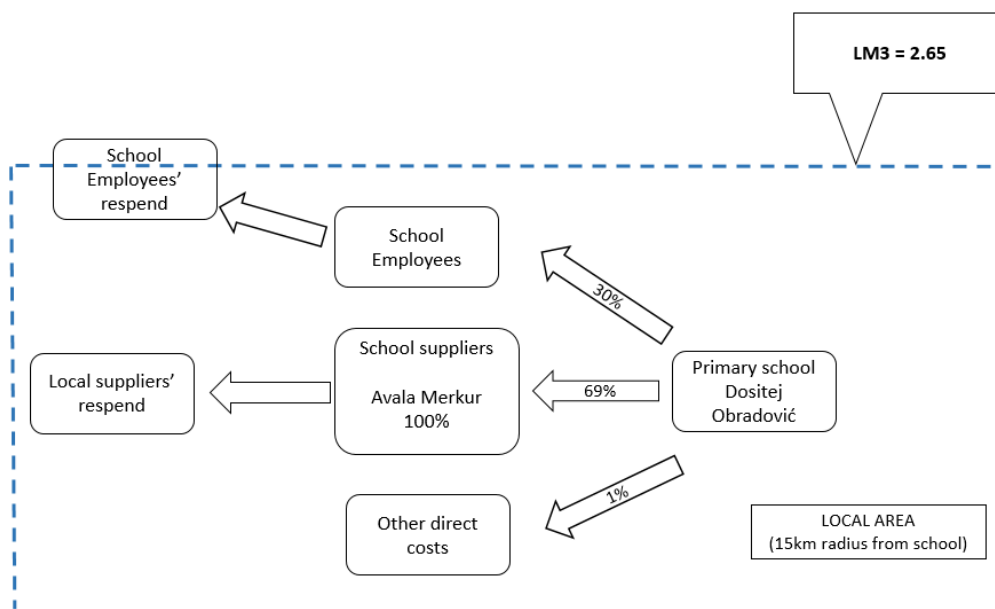 LM3 = 2.65
School
Employees’
respend
School
Employees
30%
School suppliers
Avala Merkur
100%
Local suppliers’
respend
69%
Primary school
Dositej
Obradović
1%
Other direct
costs
LOCAL AREA
(15km radius from school)